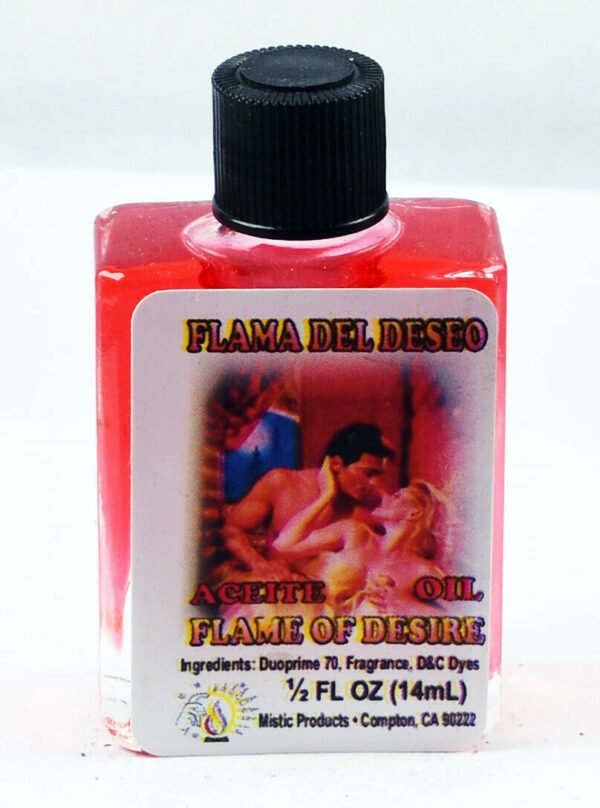 FLAMA DEL DESEO
ACEITE OIL
FLAME OF DESIRE
Ingredients: Duoprime 70, Fragrance, D&C Dyes
½ FL OZ (14mL)
Mistic Products • Compton, CA 90222